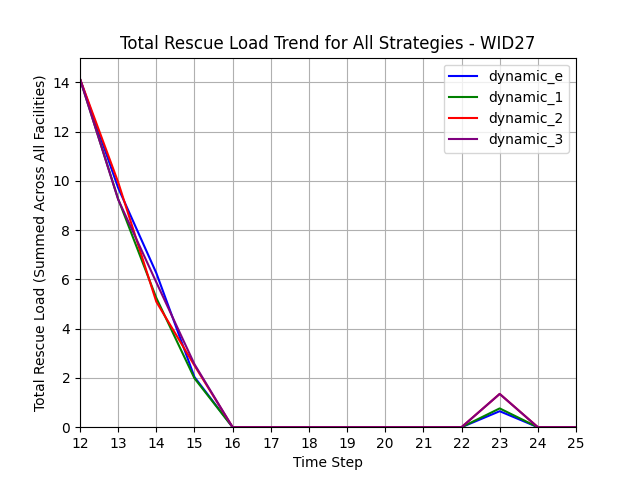 Total Rescue Load Trend for All Strategies - WID27
dynamic_e
dynamic_1
dynamic_2
dynamic_3
Total Rescue Load (Summed Across All Facilities)
14
12
10
8
6
4
2
0
12 13 14 15 16 17 18 19 20 21 22 23 24 25
Time Step